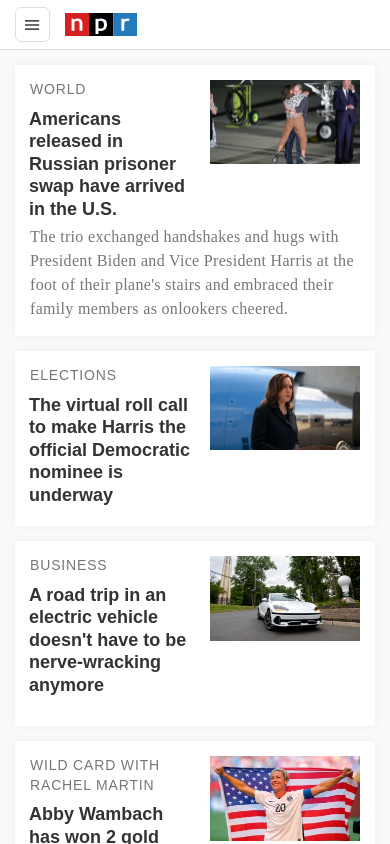 npr
WORLD
Americans
released in
Russian prisoner
swap have arrived
in the U.S.
The trio exchanged handshakes and hugs with
President Biden and Vice President Harris at the
foot of their plane's stairs and embraced their
family members as onlookers cheered.
ELECTIONS
The virtual roll call
to make Harris the
official Democratic
nominee is
underway
BUSINESS
A road trip in an
electric vehicle
doesn't have to be
nerve-wracking
anymore
WILD CARD WITH
RACHEL MARTIN
Abby Wambach
has won 2 gold
20